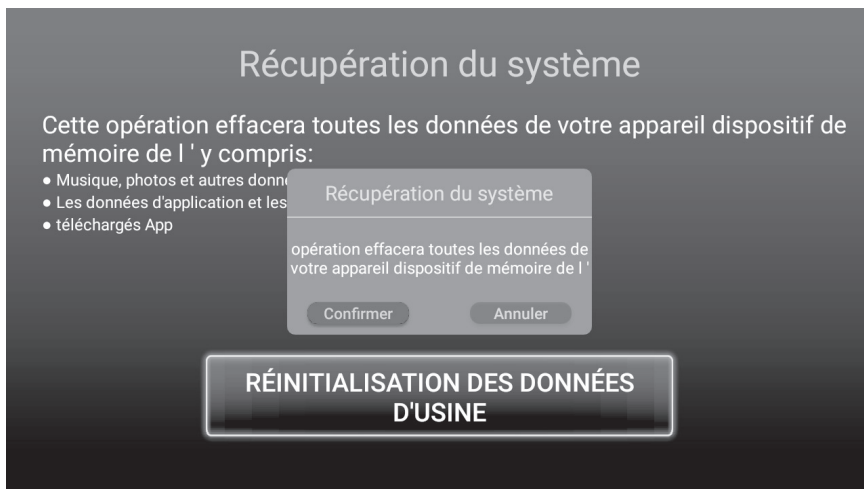 Récupération du système
Cette opération effacera toutes les données de votre appareil dispositif de
mémoire de l ' y compris:
● Musique, photos et autres donn
● Les données d'application et les
● téléchargés App
Récupération du système
opération effacera toutes les données de
votre appareil dispositif de mémoire de l '
Confirmer
Annuler
RÉINITIALISATION DES DONNÉES
D'USINE